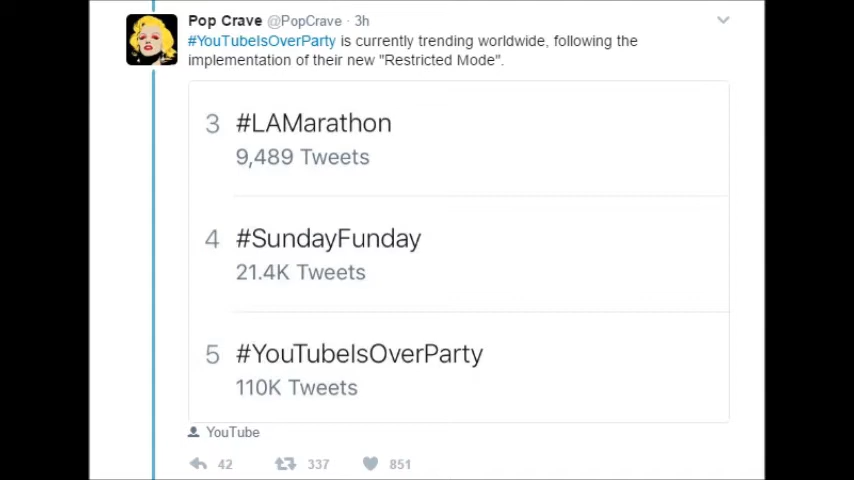 Pop Crave @PopCrave · 3h
#YouTubeIsOverParty is currently trending worldwide, following the
implementation of their new "Restricted Mode".
3 #LAMarathon
9,489 Tweets
4 #SundayFunday
21.4K Tweets
5 #YouTubeIsOverParty
110K Tweets
YouTube
42 337 851